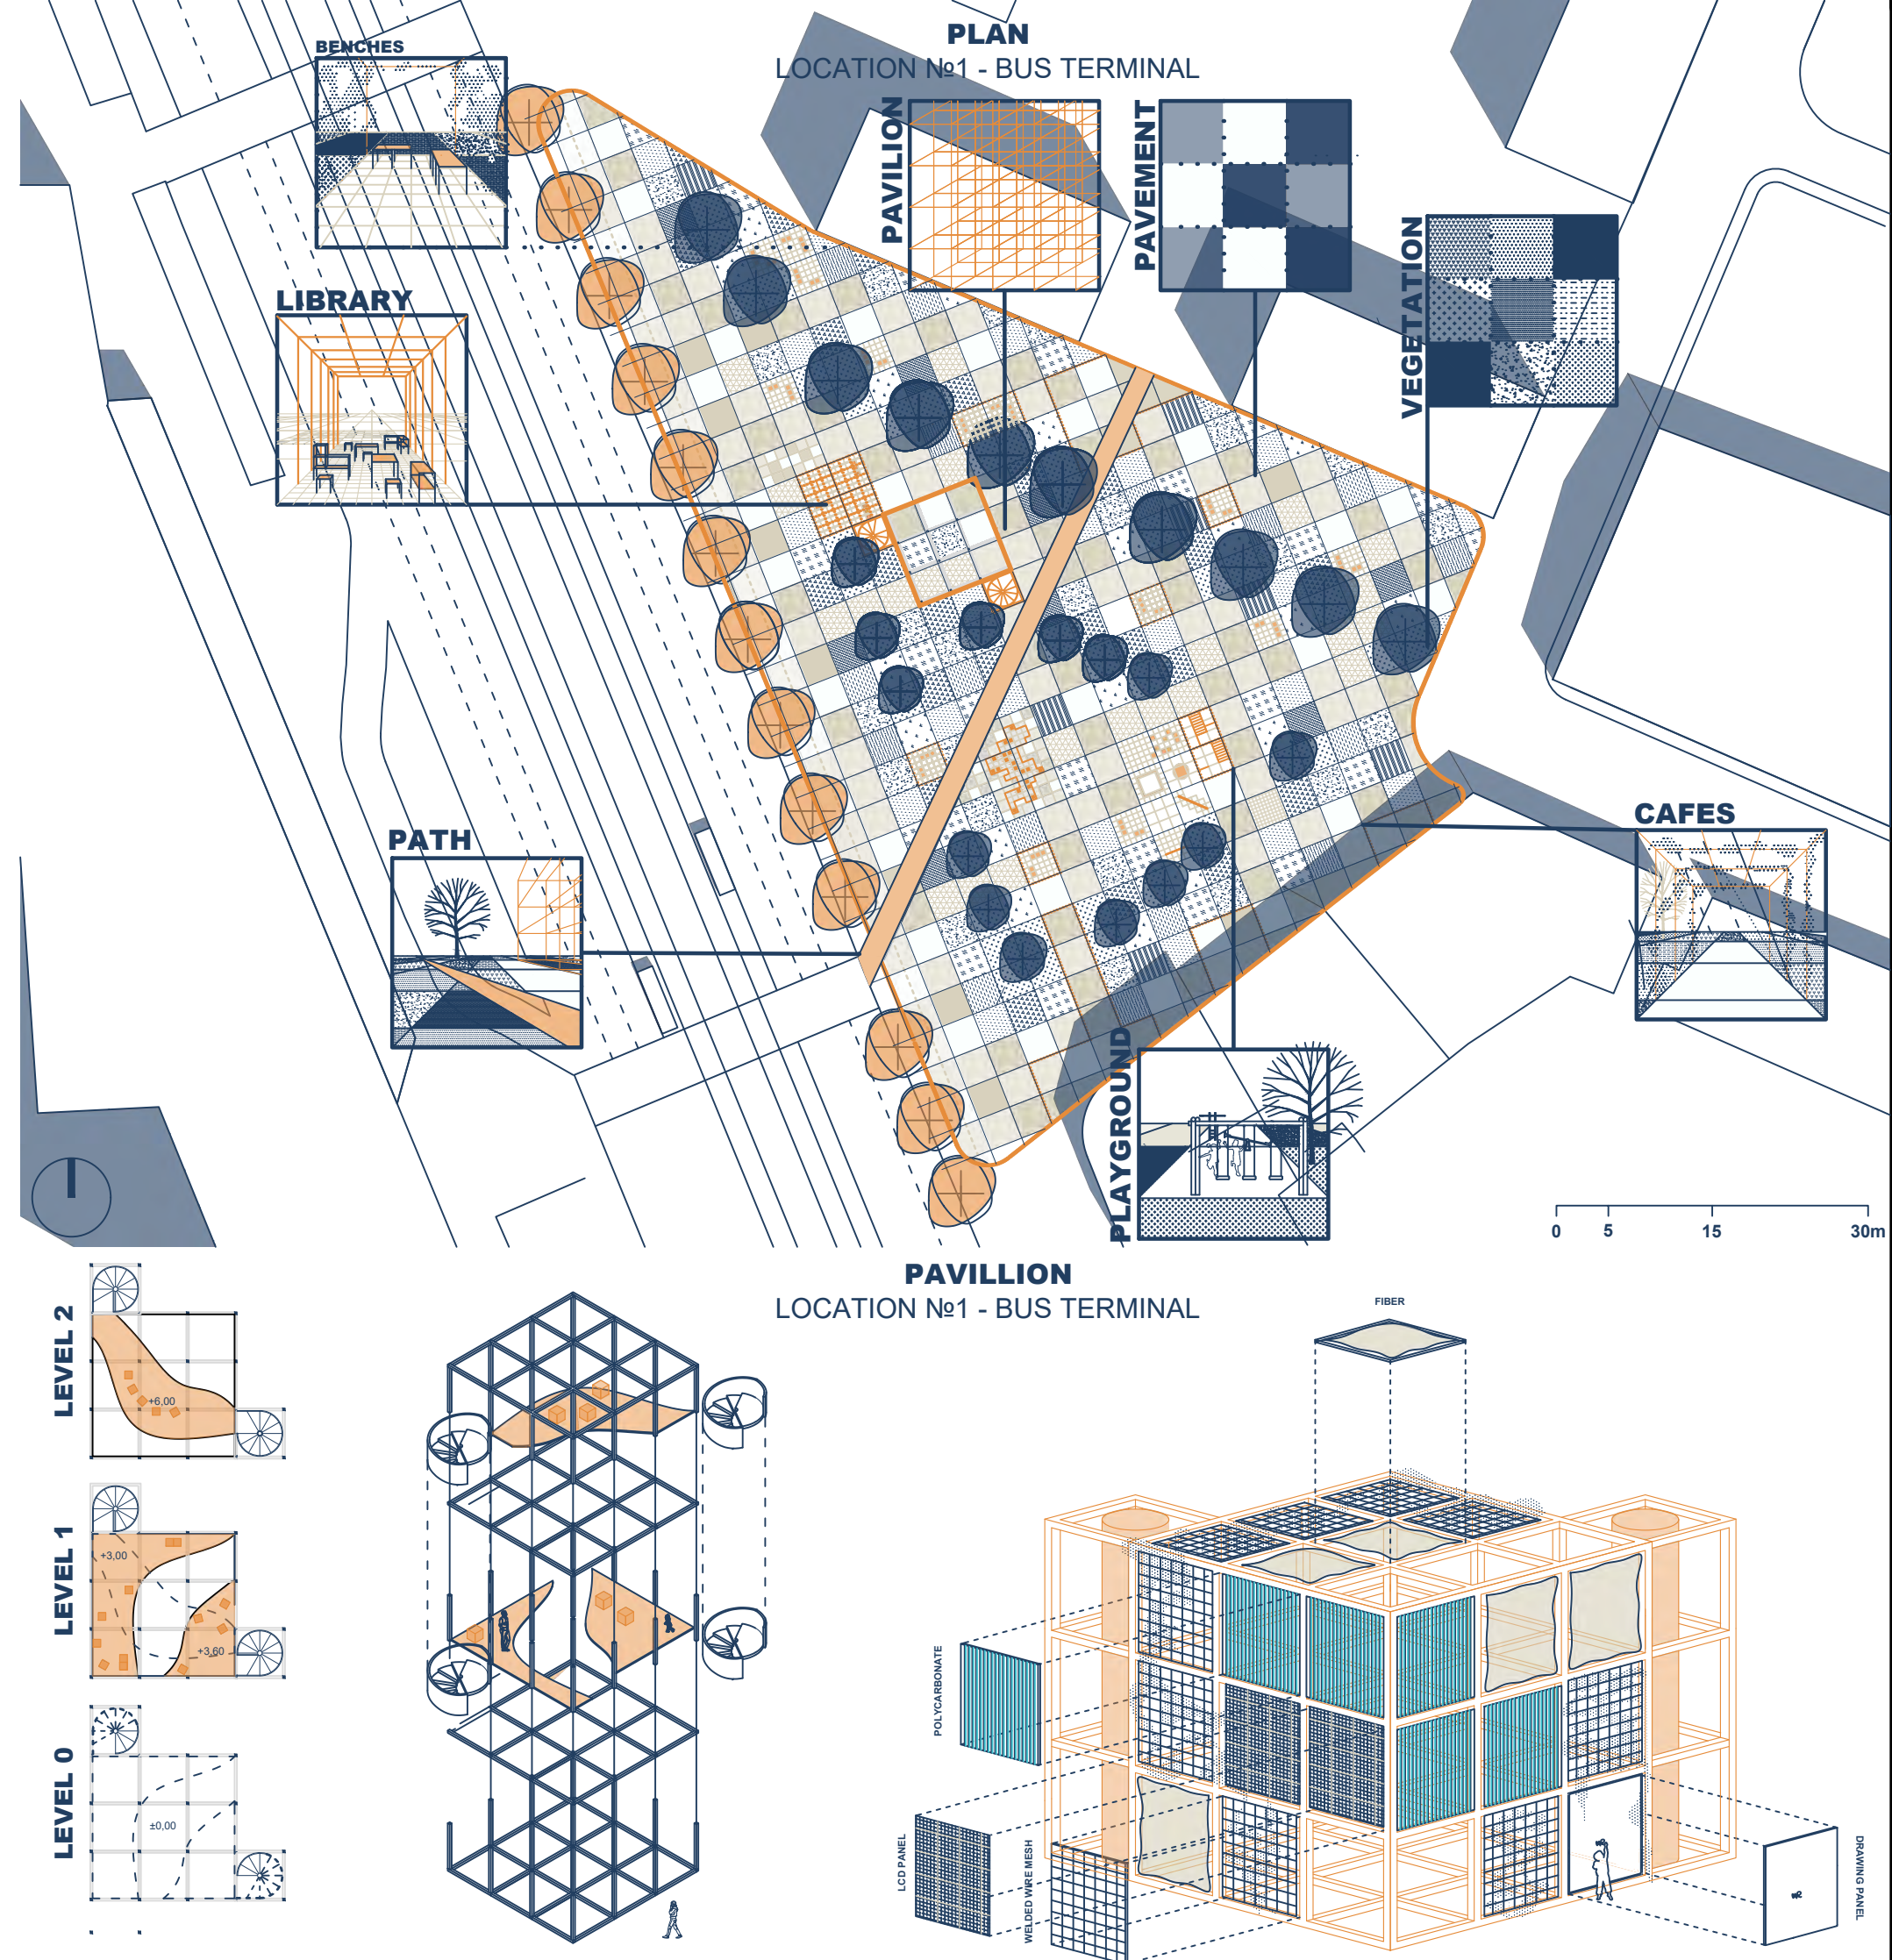 PLAN
LOCATION №1 - BUS TERMINAL
BENCHES
PAVILION
PAVEMENT
VEGETATION
LIBRARY
PATH
CAFES
PLAYGROUND
0 5 15 30m
PAVILLION
LOCATION №1 - BUS TERMINAL
LEVEL 2
+6,00
LEVEL 1
+3,00
+3,60
LEVEL 0
±0,00
FIBER
POLYCARBONATE
LCD PANEL
WELDED WIRE MESH
DRAWING PANEL